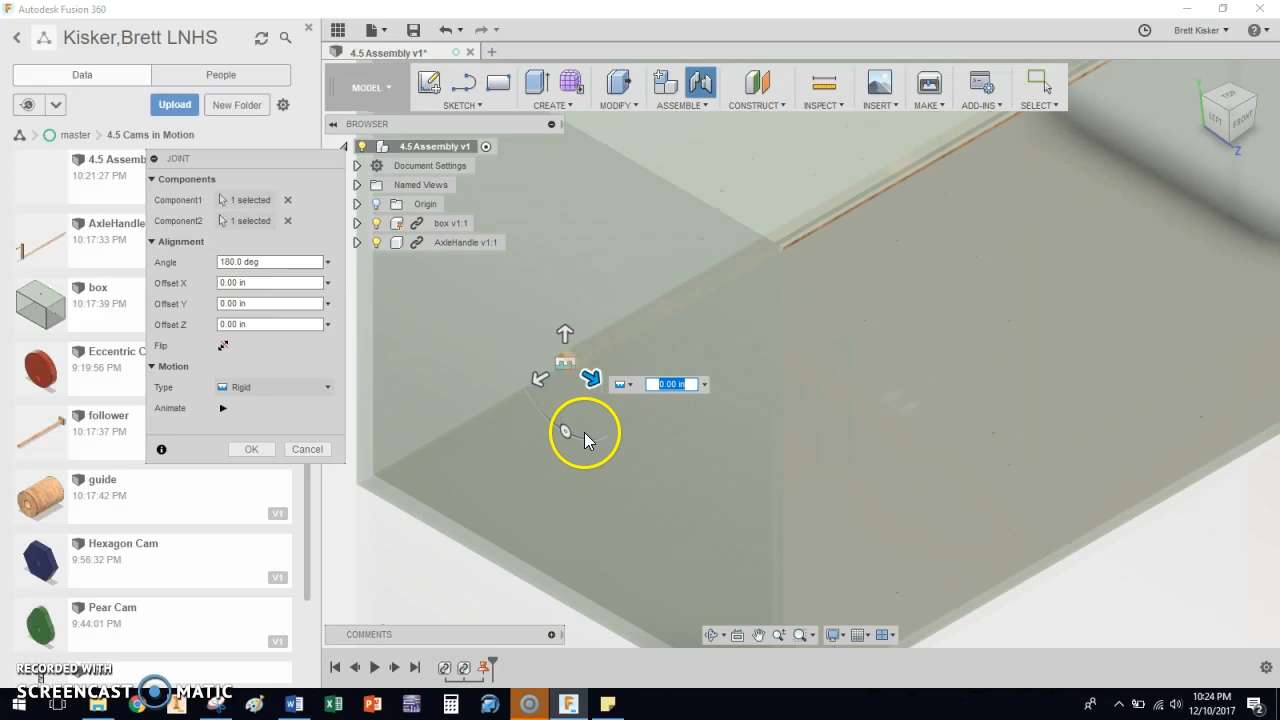 Autodesk Fusion 360
Kisker,Brett LNHS
Data
People
Upload
New Folder
master
4.5 Cams in Motion
4.5 Assemb
10:21:27 PM
AxleHandle
10:17:33 PM
box
10:17:39 PM
Eccentric C
9:19:56 PM
follower
10:17:37 PM
guide
10:17:42 PM
V1
Hexagon Cam
9:56:32 PM
V1
Pear Cam
9:44:01 PM
V1
JOINT
Components
Component1
1 selected
Component2
1 selected
Alignment
Angle
180.0 deg
Offset X
0.00 in
Offset Y
0.00 in
Offset Z
0.00 in
Flip
Motion
Type
Rigid
Animate
OK
Cancel
4.5 Assembly v1*
Brett Kisker
MODEL
SKETCH
CREATE
MODIFY
ASSEMBLE
CONSTRUCT
INSPECT
INSERT
MAKE
ADD-INS
SELECT
BROWSER
4.5 Assembly v1
Document Settings
Named Views
Origin
box v1:1
AxleHandle v1:1
0.00 in
Y
TOP
LEFT
FRONT
Z
COMMENTS
RECORDED WITH
SCREENCAST MATIC
10:24 PM
12/10/2017
2